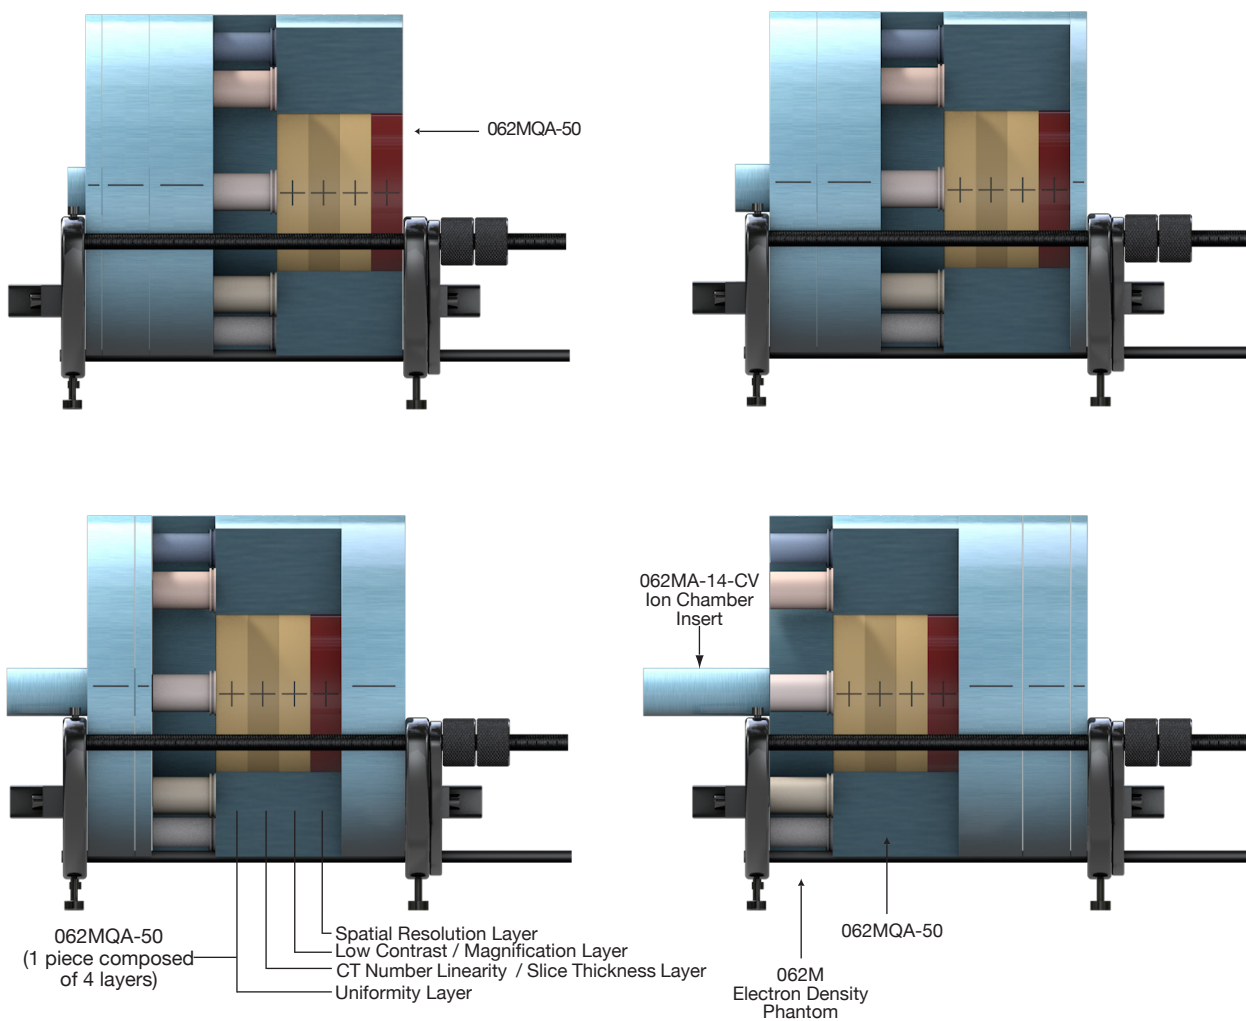 062MQA-50
062MA-14-CV
Ion Chamber
Insert
062MQA-50
(1 piece composed
of 4 layers)
Spatial Resolution Layer
Low Contrast / Magnification Layer
CT Number Linearity / Slice Thickness Layer
Uniformity Layer
062MQA-50
062M
Electron Density
Phantom